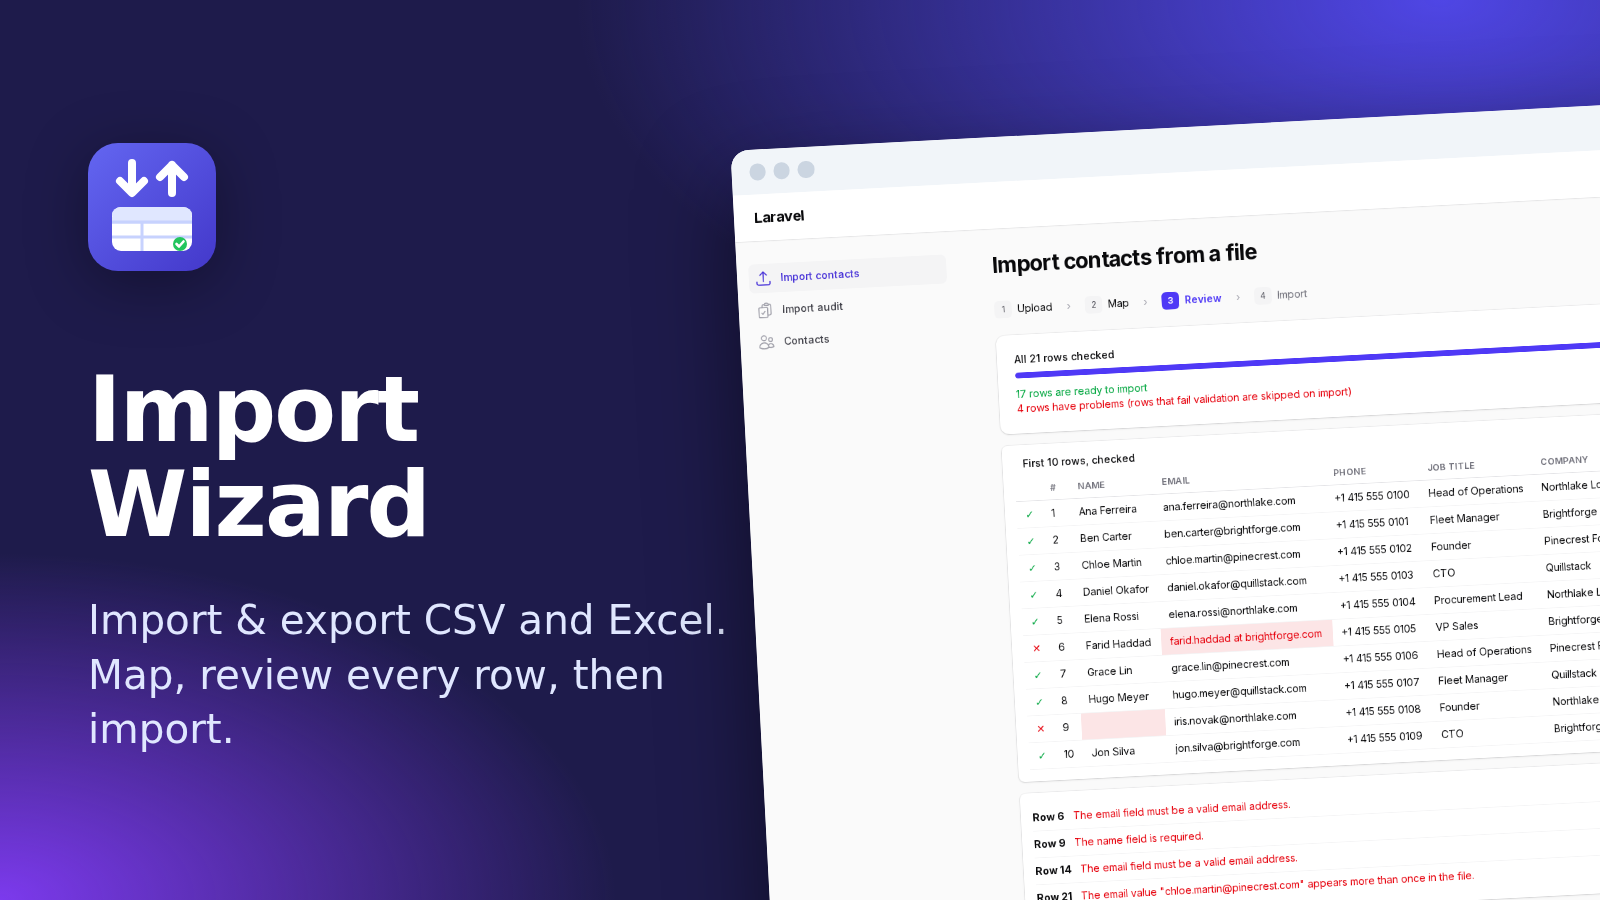 Import
Wizard
Import & export CSV and Excel.
Map, review every row, then
import.
Laravel
Import contacts
Import audit
Contacts
Import contacts from a file
1 Upload › 2 Map › 3 Review › 4 Import
All 21 rows checked
17 rows are ready to import
4 rows have problems (rows that fail validation are skipped on import)
First 10 rows, checked
# NAME EMAIL PHONE JOB TITLE COMPANY
✓ 1 Ana Ferreira ana.ferreira@northlake.com +1 415 555 0100 Head of Operations Northlake Lo
✓ 2 Ben Carter ben.carter@brightforge.com +1 415 555 0101 Fleet Manager Brightforge
✓ 3 Chloe Martin chloe.martin@pinecrest.com +1 415 555 0102 Founder Pinecrest Fo
✓ 4 Daniel Okafor daniel.okafor@quillstack.com +1 415 555 0103 CTO Quillstack
✓ 5 Elena Rossi elena.rossi@northlake.com +1 415 555 0104 Procurement Lead Northlake L
✕ 6 Farid Haddad farid.haddad at brightforge.com +1 415 555 0105 VP Sales Brightforge
✓ 7 Grace Lin grace.lin@pinecrest.com +1 415 555 0106 Head of Operations Pinecrest F
✓ 8 Hugo Meyer hugo.meyer@quillstack.com +1 415 555 0107 Fleet Manager Quillstack
✕ 9 iris.novak@northlake.com +1 415 555 0108 Founder Northlake
✓ 10 Jon Silva jon.silva@brightforge.com +1 415 555 0109 CTO Brightforg
Row 6 The email field must be a valid email address.
Row 9 The name field is required.
Row 14 The email field must be a valid email address.
Row 21 The email value "chloe.martin@pinecrest.com" appears more than once in the file.